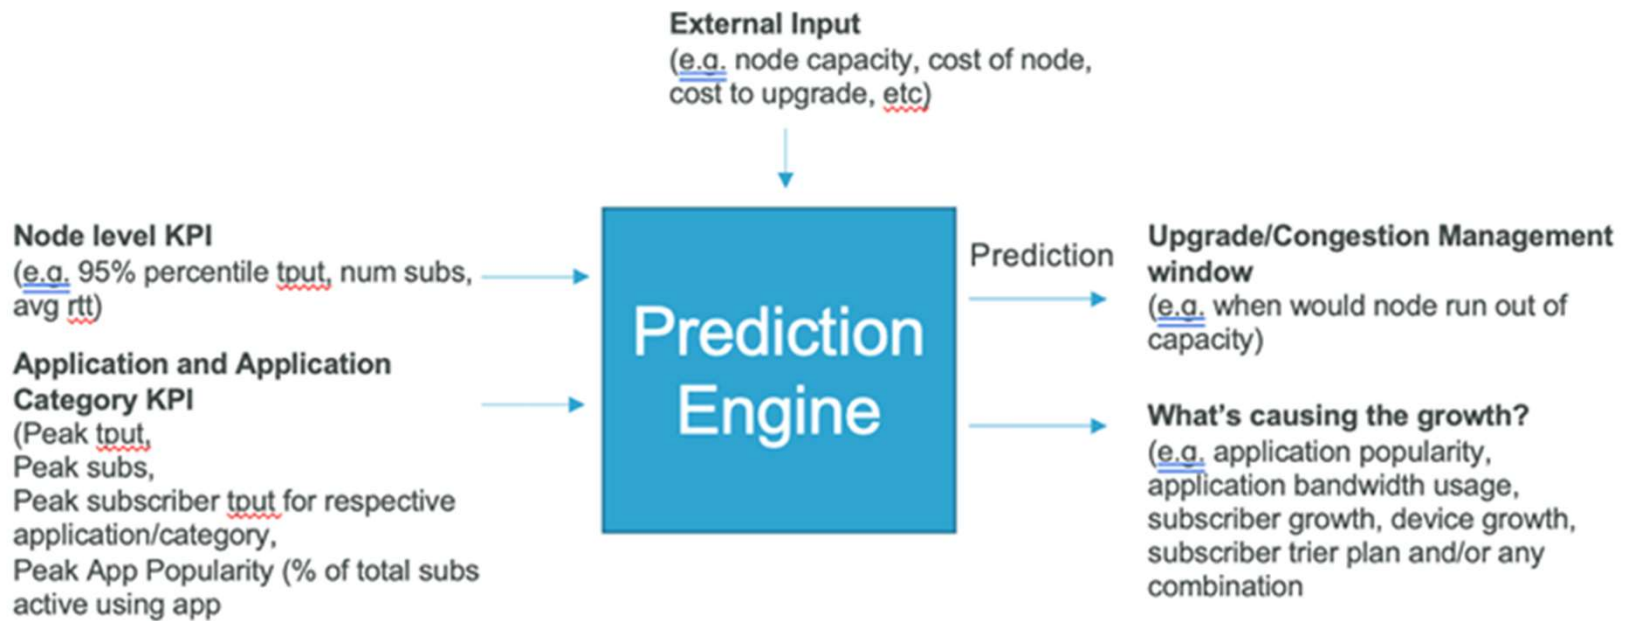 External Input
(e.g. node capacity, cost of node,
cost to upgrade, etc)
Node level KPI
(e.g. 95% percentile tput, num subs,
avg rtt)
Application and Application
Category KPI
(Peak tput,
Peak subs,
Peak subscriber tput for respective
application/category,
Peak App Popularity (% of total subs
active using app
Prediction
Engine
Prediction
Upgrade/Congestion Management
window
(e.g. when would node run out of
capacity)
What's causing the growth?
(e.g. application popularity,
application bandwidth usage,
subscriber growth, device growth,
subscriber trier plan and/or any
combination